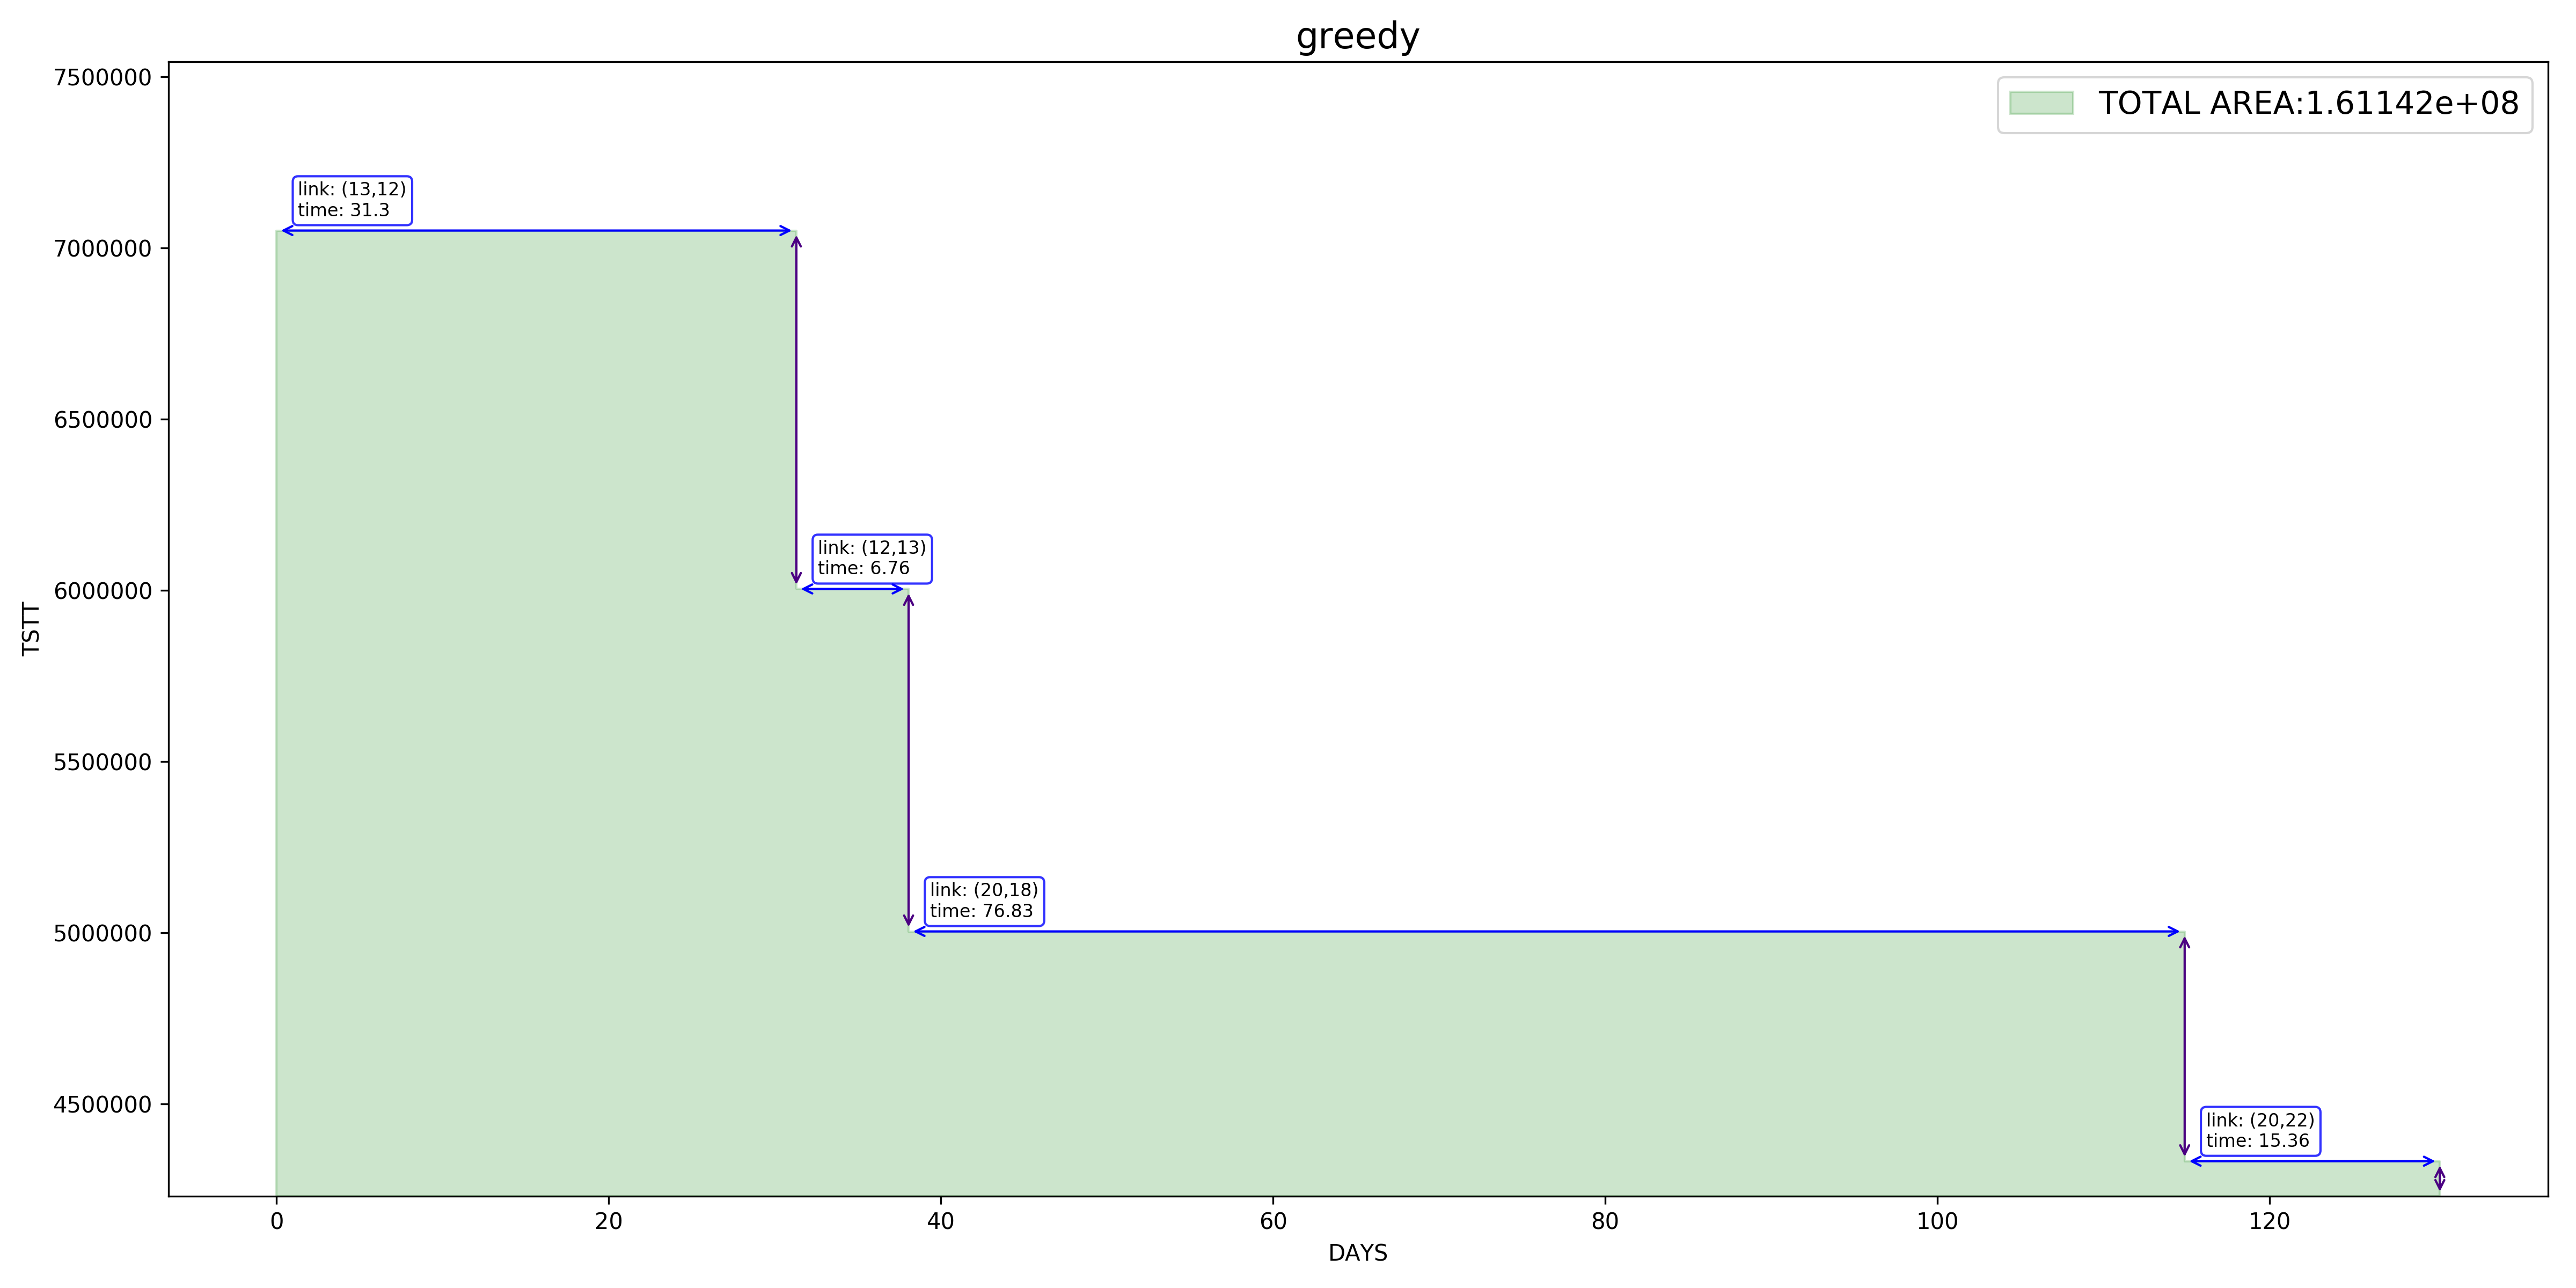 greedy
TOTAL AREA:1.61142e+08
7500000
7000000
6500000
6000000
5500000
5000000
4500000
TSTT
link: (13,12)
time: 31.3
link: (12,13)
time: 6.76
link: (20,18)
time: 76.83
link: (20,22)
time: 15.36
0
20
40
60
80
100
120
DAYS